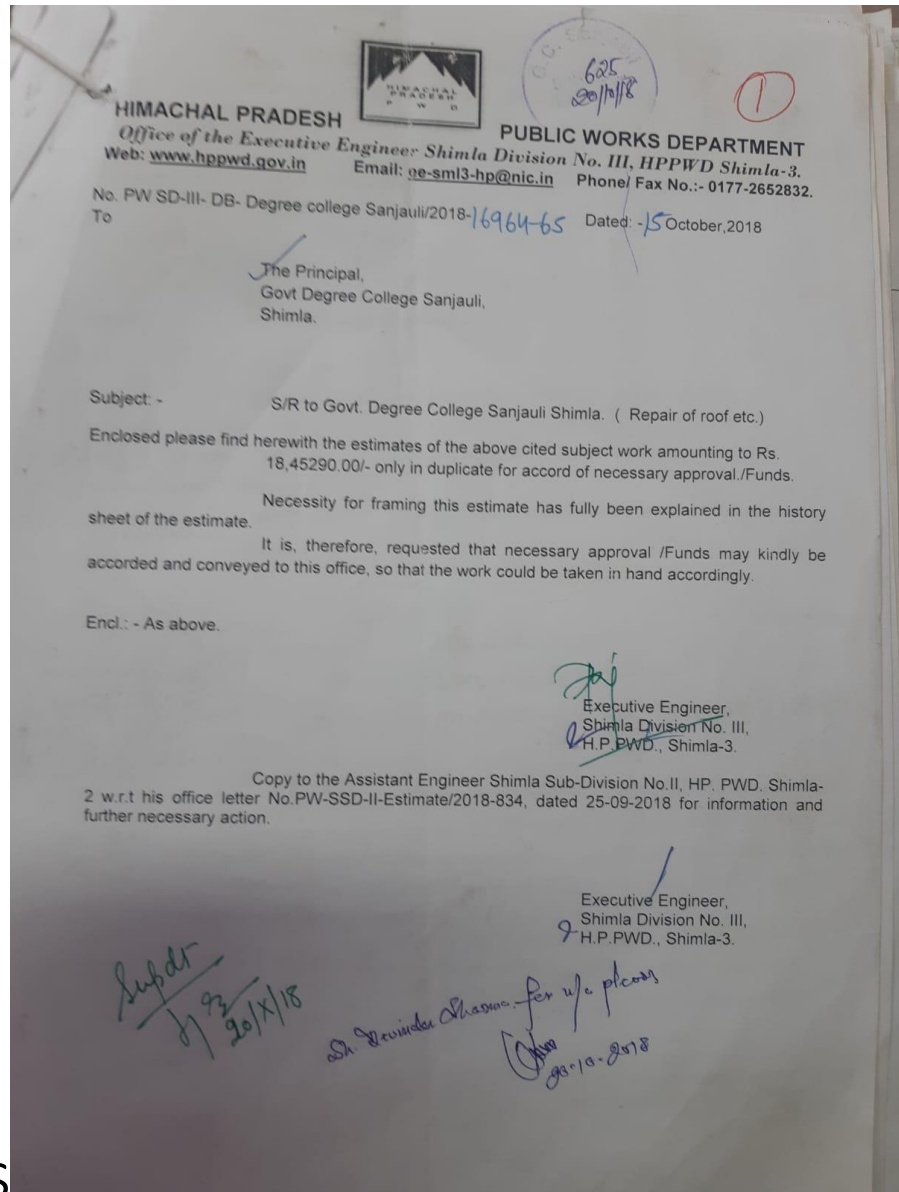 HIMACHAL
PRADESH
P W D
625
20/10/18
1
HIMACHAL PRADESH
PUBLIC WORKS DEPARTMENT
Office of the Executive Engineer Shimla Division No. III, HPPWD Shimla-3.
Web: www.hppwd.gov.in Email: ee-sml3-hp@nic.in Phone/ Fax No.:- 0177-2652832.
No. PW SD-III- DB- Degree college Sanjauli/2018-16964-65 Dated: -15 October,2018
To
The Principal,
Govt Degree College Sanjauli,
Shimla.
Subject: - S/R to Govt. Degree College Sanjauli Shimla. ( Repair of roof etc.)
Enclosed please find herewith the estimates of the above cited subject work amounting to Rs.
18,45290.00/- only in duplicate for accord of necessary approval./Funds.
Necessity for framing this estimate has fully been explained in the history
sheet of the estimate.
It is, therefore, requested that necessary approval /Funds may kindly be
accorded and conveyed to this office, so that the work could be taken in hand accordingly.
Encl.: - As above.
Executive Engineer,
Shimla Division No. III,
H.P.PWD., Shimla-3.
Copy to the Assistant Engineer Shimla Sub-Division No.II, HP. PWD. Shimla-
2 w.r.t his office letter No.PW-SSD-II-Estimate/2018-834, dated 25-09-2018 for information and
further necessary action.
Executive Engineer,
Shimla Division No. III,
H.P.PWD., Shimla-3.
Supdt
20/X/18
Sh. Devinder Sharma for n/a please
S